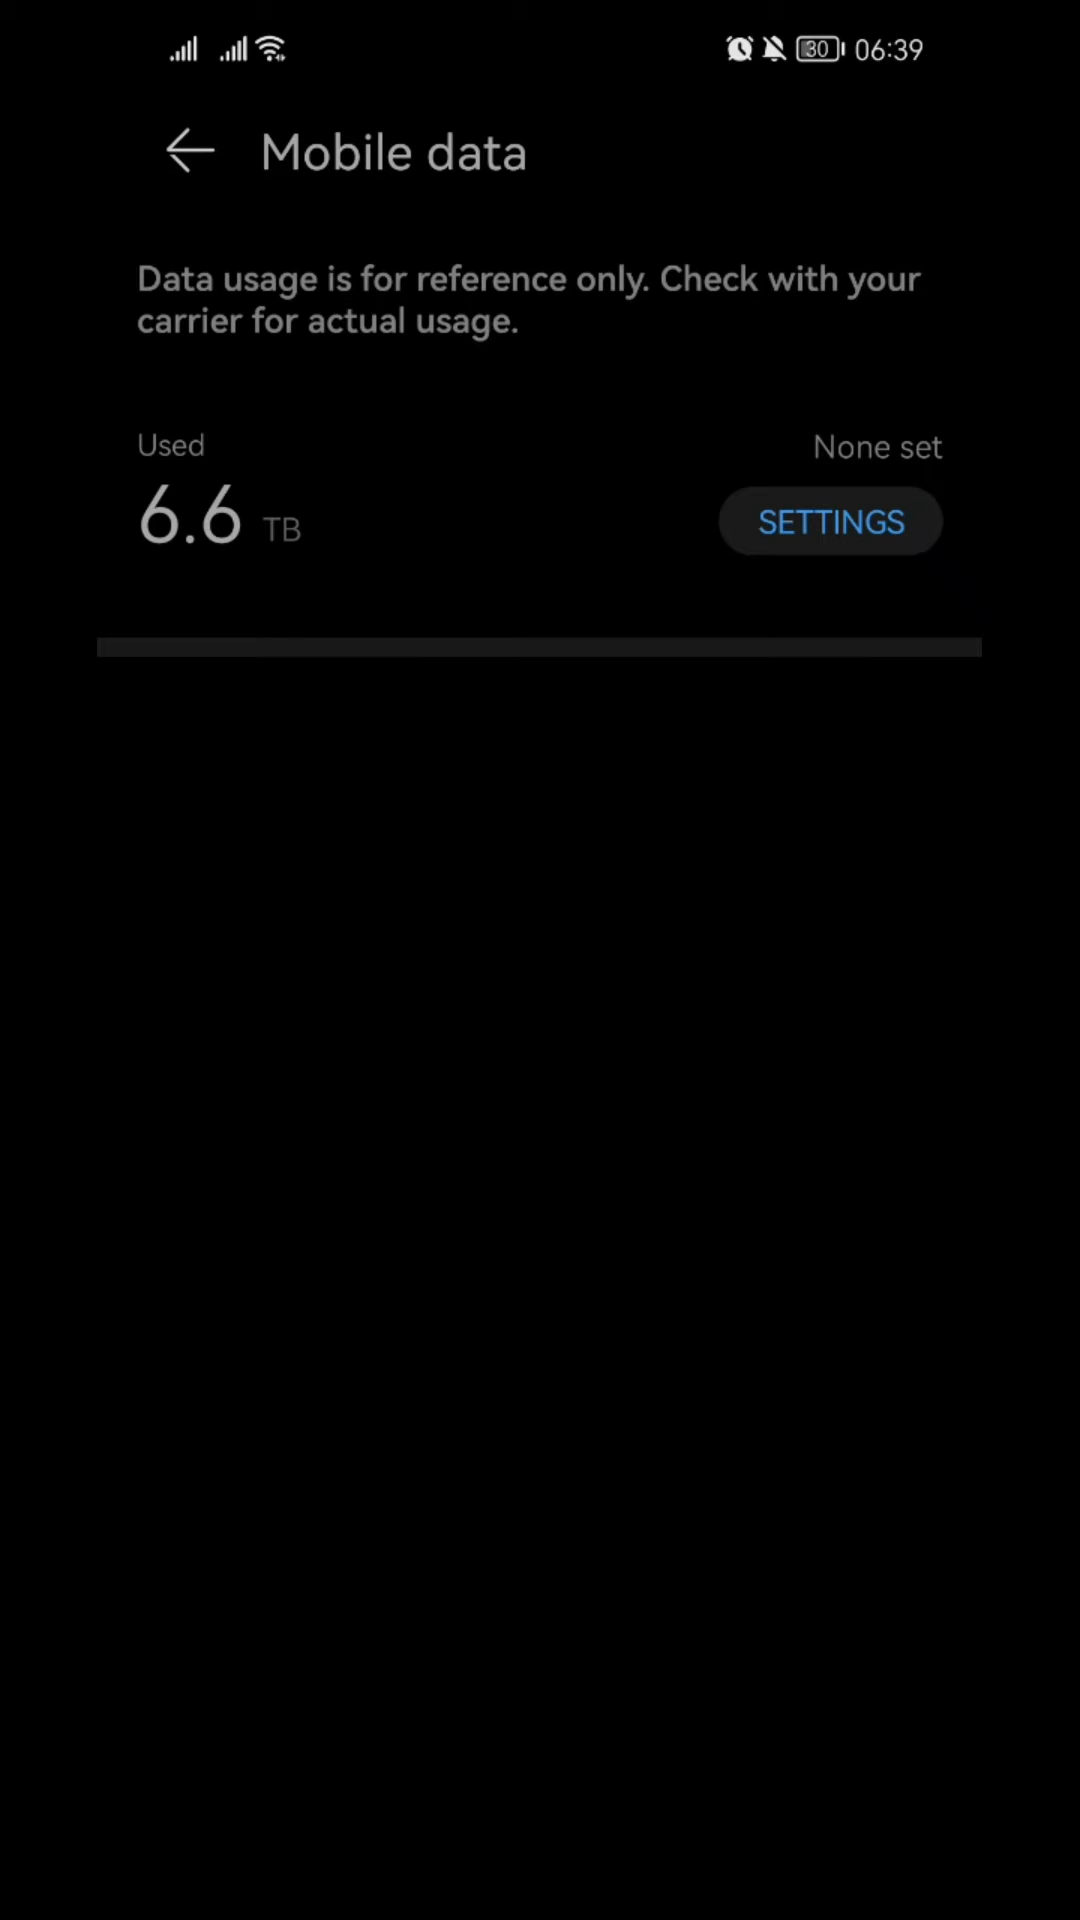 30 06:39
Mobile data
Data usage is for reference only. Check with your
carrier for actual usage.
Used
None set
6.6 TB
SETTINGS